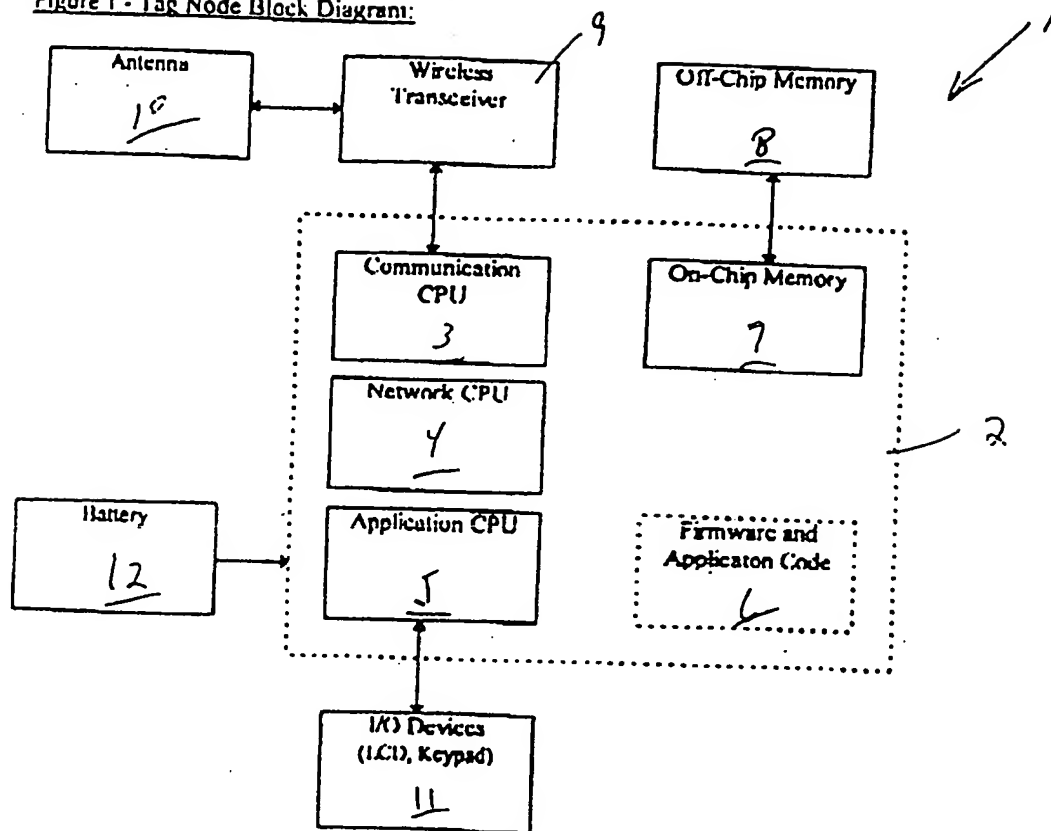 Figure 1 - Tag Node Block Diagram:
Antenna
10
Wireless
Transceiver
9
Off-Chip Memory
8
1
Communication
CPU
3
On-Chip Memory
7
Network CPU
4
2
Battery
12
Application CPU
5
Firmware and
Applicaton Code
6
I/O Devices
(LCD, Keypad)
11